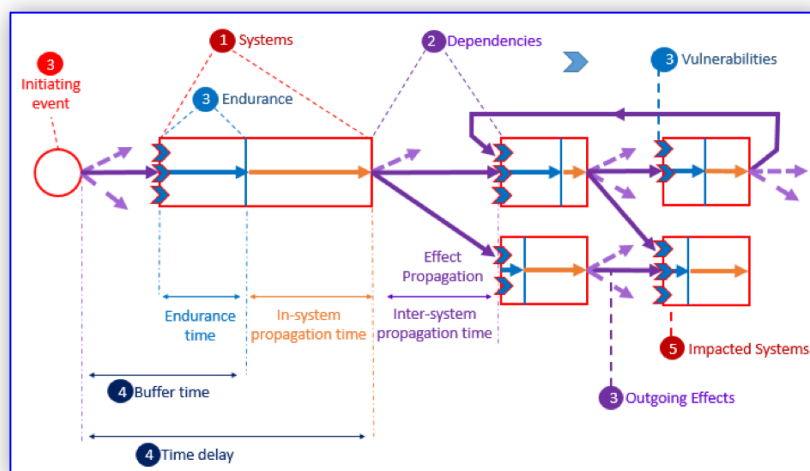 1 Systems
2 Dependencies
3 Vulnerabilities
3
Initiating
event
3 Endurance
Effect
Propagation
Endurance
time
In-system
propagation time
Inter-system
propagation time
5 Impacted Systems
4 Buffer time
3 Outgoing Effects
4 Time delay